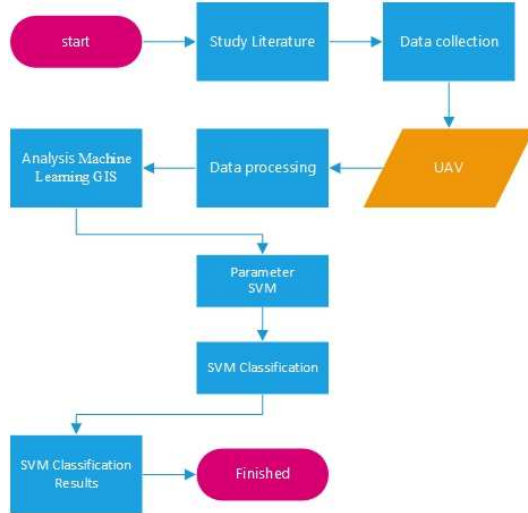 start
Study Literature
Data collection
UAV
Data processing
Analysis Machine
Learning GIS
Parameter
SVM
SVM Classification
SVM Classification
Results
Finished